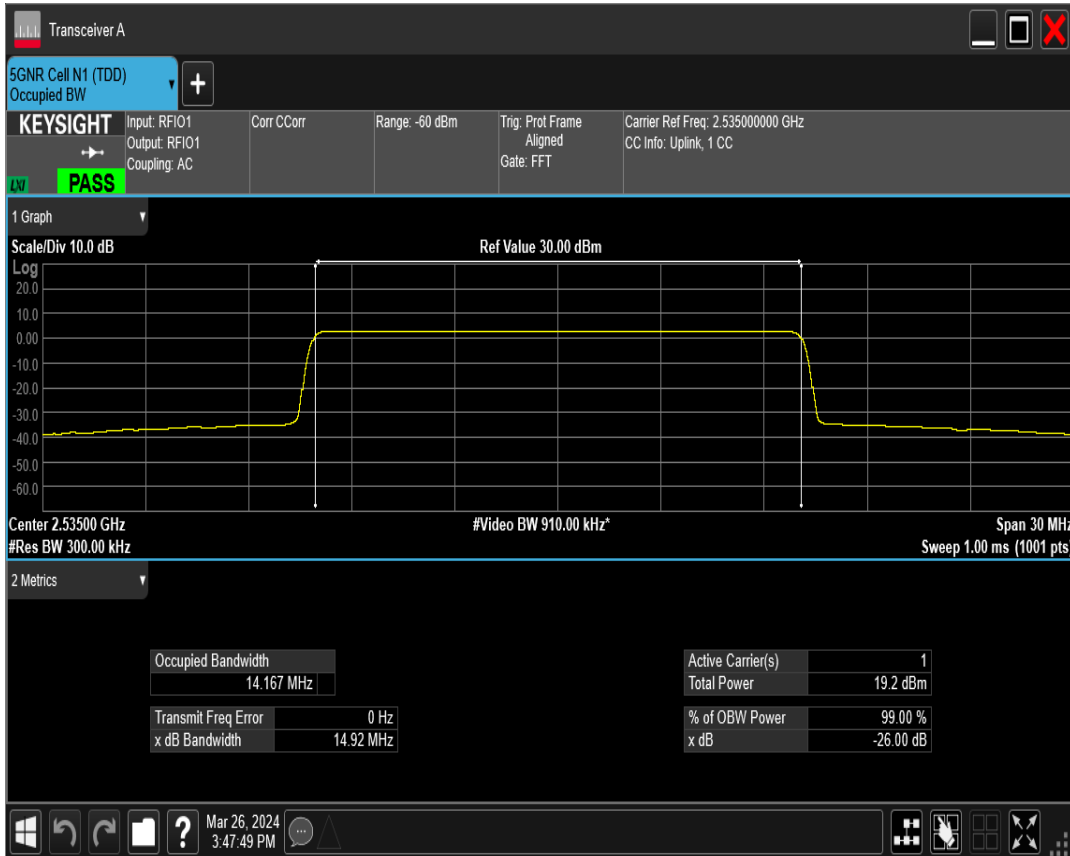 Transceiver A
5GNR Cell N1 (TDD)
Occupied BW
KEYSIGHT
LXI
PASS
Input: RFIO1
Output: RFIO1
Coupling: AC
Corr CCorr
Range: -60 dBm
Trig: Prot Frame
Aligned
Gate: FFT
Carrier Ref Freq: 2.535000000 GHz
CC Info: Uplink, 1 CC
1 Graph
Scale/Div 10.0 dB
Ref Value 30.00 dBm
Log
20.0
10.0
0.00
-10.0
-20.0
-30.0
-40.0
-50.0
-60.0
Center 2.53500 GHz
#Video BW 910.00 kHz*
Span 30 MHz
#Res BW 300.00 kHz
Sweep 1.00 ms (1001 pts)
2 Metrics
Occupied Bandwidth
14.167 MHz
Transmit Freq Error 0 Hz
x dB Bandwidth 14.92 MHz
Active Carrier(s) 1
Total Power 19.2 dBm
% of OBW Power 99.00 %
x dB -26.00 dB
?
Mar 26, 2024
3:47:49 PM